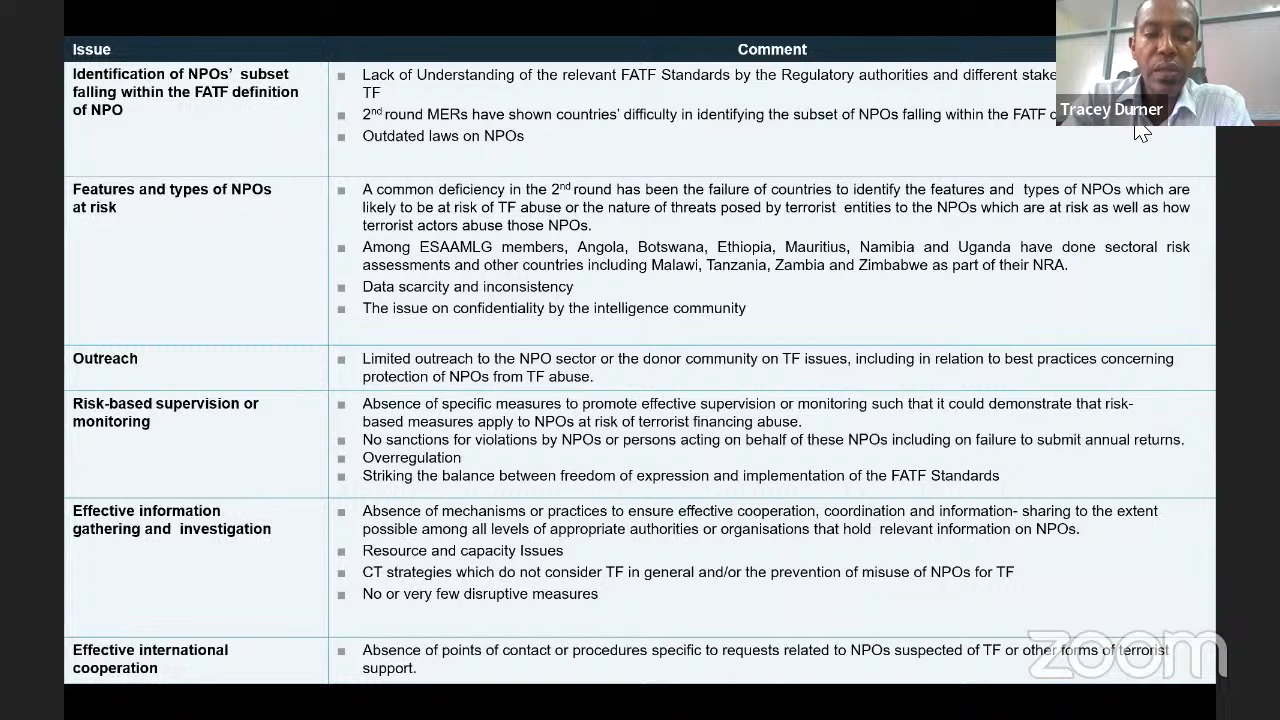 Issue
Comment
Identification of NPOs' subset
falling within the FATF definition
of NPO
Lack of Understanding of the relevant FATF Standards by the Regulatory authorities and different
TF
2nd round MERs have shown countries' difficulty in identifying the subset of NPOs falling within the FATF
Outdated laws on NPOs
Tracey Durner
Features and types of NPOs
at risk
A common deficiency in the 2nd round has been the failure of countries to identify the features and types of NPOs which are
likely to be at risk of TF abuse or the nature of threats posed by terrorist entities to the NPOs which are at risk as well as how
terrorist actors abuse those NPOs.
Among ESAAMLG members, Angola, Botswana, Ethiopia, Mauritius, Namibia and Uganda have done sectoral risk
assessments and other countries including Malawi, Tanzania, Zambia and Zimbabwe as part of their NRA.
Data scarcity and inconsistency
The issue on confidentiality by the intelligence community
Outreach
Limited outreach to the NPO sector or the donor community on TF issues, including in relation to best practices concerning
protection of NPOs from TF abuse.
Risk-based supervision or
monitoring
Absence of specific measures to promote effective supervision or monitoring such that it could demonstrate that risk-
based measures apply to NPOs at risk of terrorist financing abuse.
No sanctions for violations by NPOs or persons acting on behalf of these NPOs including on failure to submit annual returns.
Overregulation
Striking the balance between freedom of expression and implementation of the FATF Standards
Effective information
gathering and investigation
Absence of mechanisms or practices to ensure effective cooperation, coordination and information- sharing to the extent
possible among all levels of appropriate authorities or organisations that hold relevant information on NPOs.
Resource and capacity Issues
CT strategies which do not consider TF in general and/or the prevention of misuse of NPOs for TF
No or very few disruptive measures
Effective international
cooperation
Absence of points of contact or procedures specific to requests related to NPOs suspected of TF or other forms of terrorist
support.
zoom